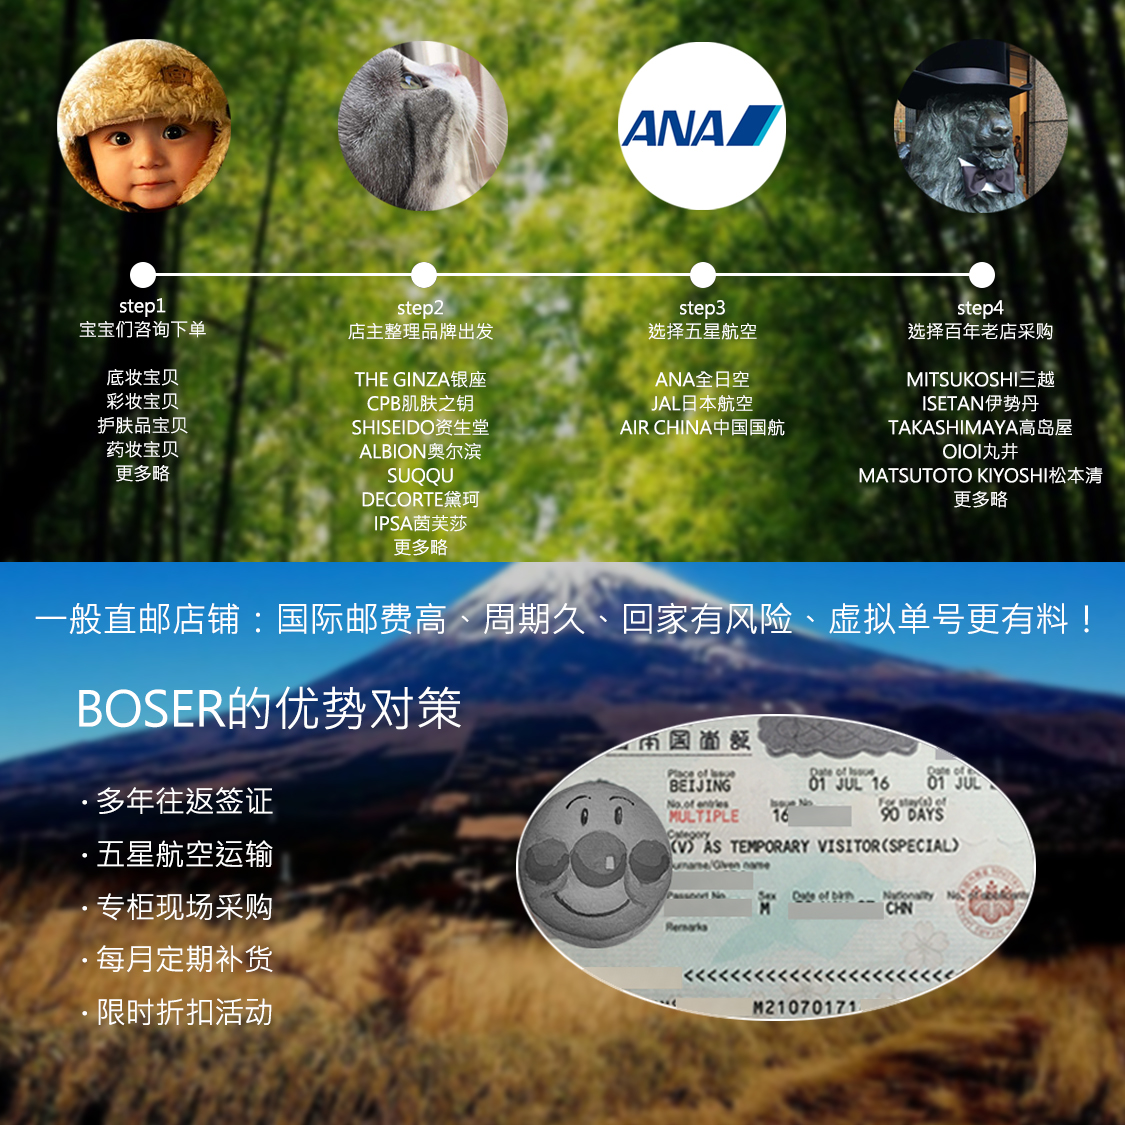 ANA
step1
宝宝们咨询下单
底妆宝贝
彩妆宝贝
护肤品宝贝
药妆宝贝
更多略
step2
店主整理品牌出发
THE GINZA银座
CPB肌肤之钥
SHISEIDO资生堂
ALBION奥尔滨
SUQQU
DECORTE黛珂
IPSA茵芙莎
更多略
step3
选择五星航空
ANA全日空
JAL日本航空
AIR CHINA中国国航
step4
选择百年老店采购
MITSUKOSHI三越
ISETAN伊势丹
TAKASHIMAYA高岛屋
OIOI丸井
MATSUTOTO KIYOSHI松本清
更多略
一般直邮店铺：国际邮费高、周期久、回家有风险、虚拟单号更有料！
BOSER的优势对策
·多年往返签证
·五星航空运输
·专柜现场采购
·每月定期补货
·限时折扣活动
Place of Issue Date of Issue Date of
BEIJING 01 JUL 16 01 JUL
No.of entries Issue No. For stay(s) of
MULTIPLE 16 90 DAYS
Category
(V) AS TEMPORARY VISITOR(SPECIAL)
Surname/Given name
Passport No. Sex Date of birth Nationality
M CHN
Remarks
<<<<<<<<<<<<<<<<<<<<<<
M21070171